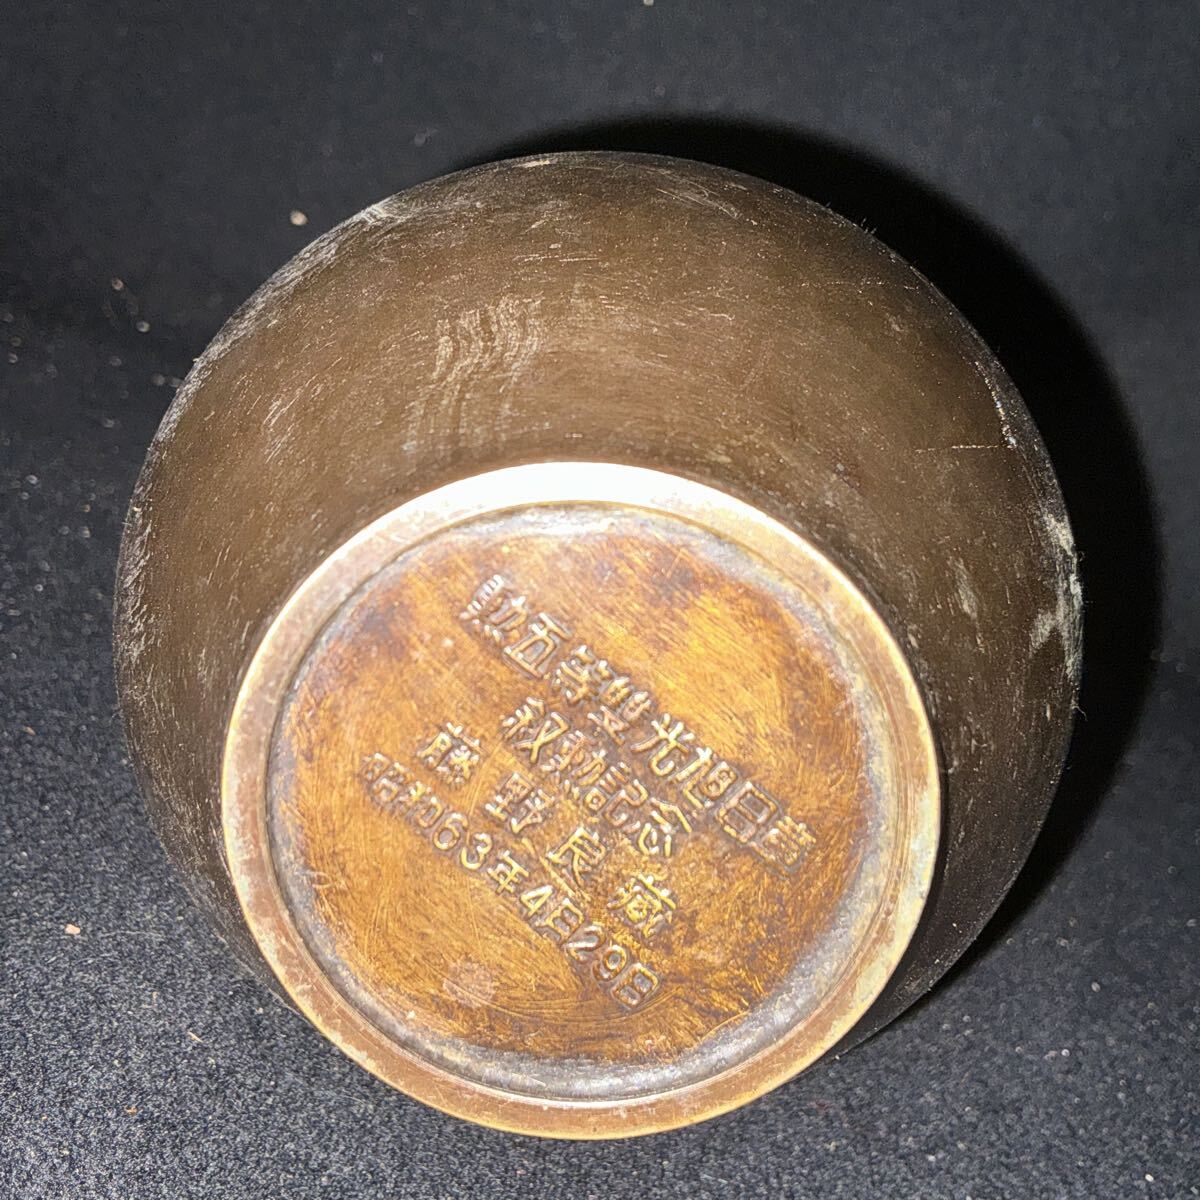 勲五等雙光旭日章
叙勲記念
藤野良蔵
昭和63年4月29日